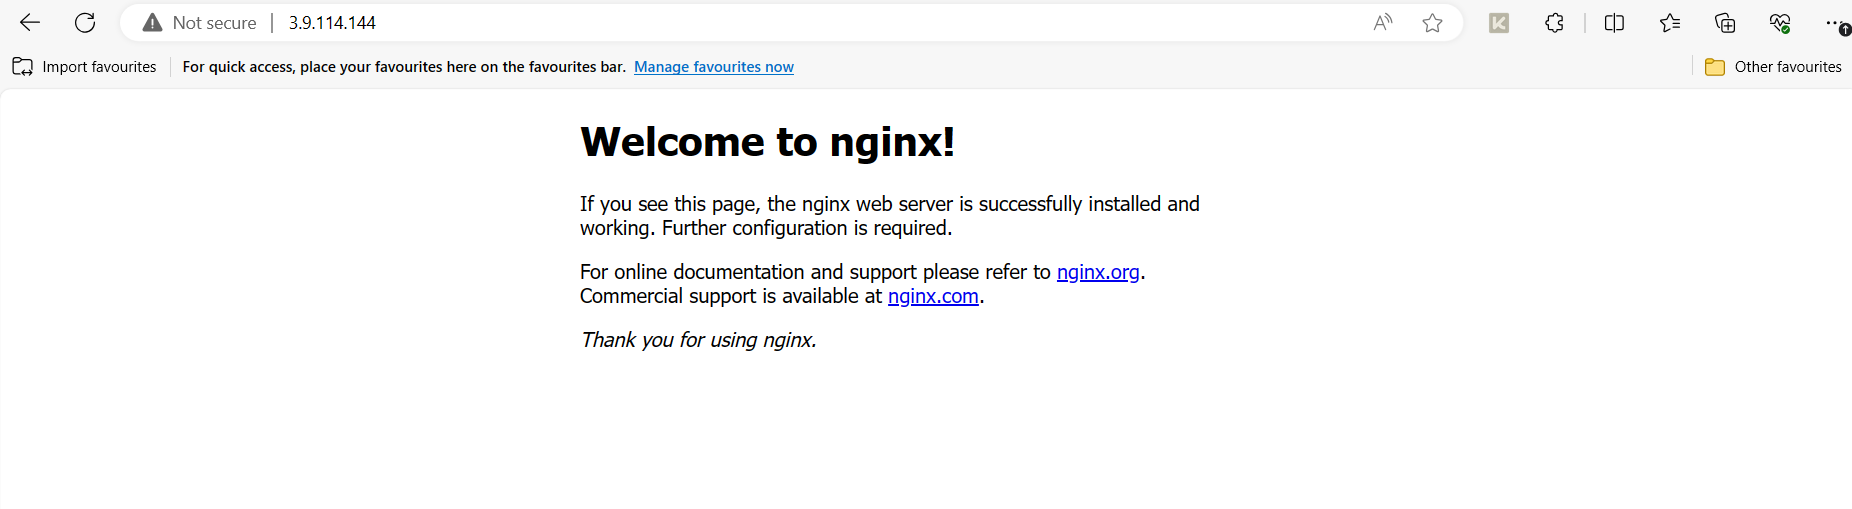 Not secure 3.9.114.144
Import favourites For quick access, place your favourites here on the favourites bar. Manage favourites now Other favourites
Welcome to nginx!
If you see this page, the nginx web server is successfully installed and
working. Further configuration is required.
For online documentation and support please refer to nginx.org.
Commercial support is available at nginx.com.
Thank you for using nginx.